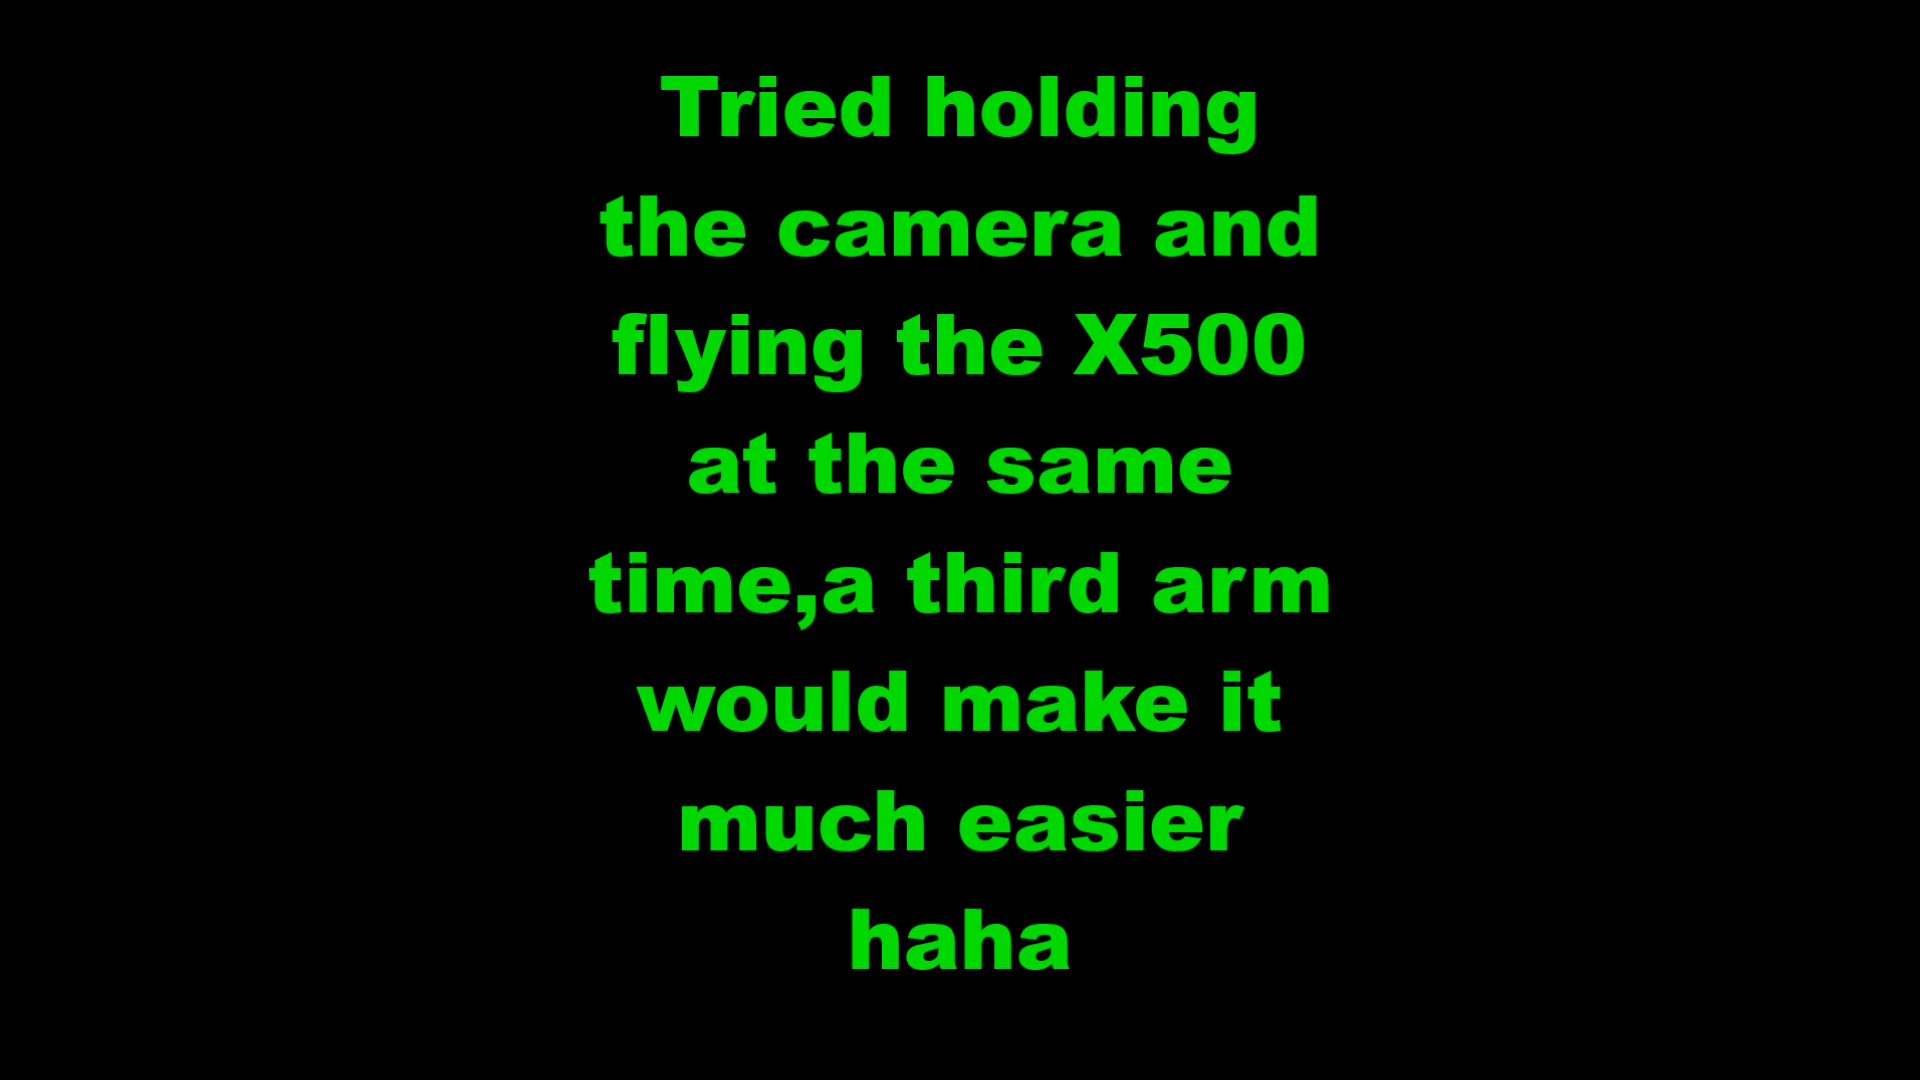 Tried holding
the camera and
flying the X500
at the same
time,a third arm
would make it
much easier
haha